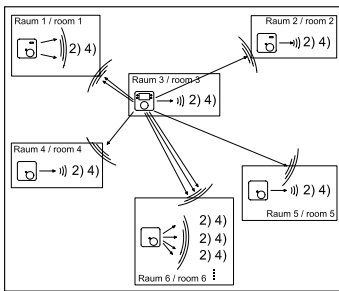 Raum 1 / room 1
2) 4)
Raum 2 / room 2
2) 4)
Raum 3 / room 3
2) 4)
Raum 4 / room 4
2) 4)
2) 4)
Raum 5 / room 5
2) 4)
2) 4)
2) 4)
Raum 6 / room 6